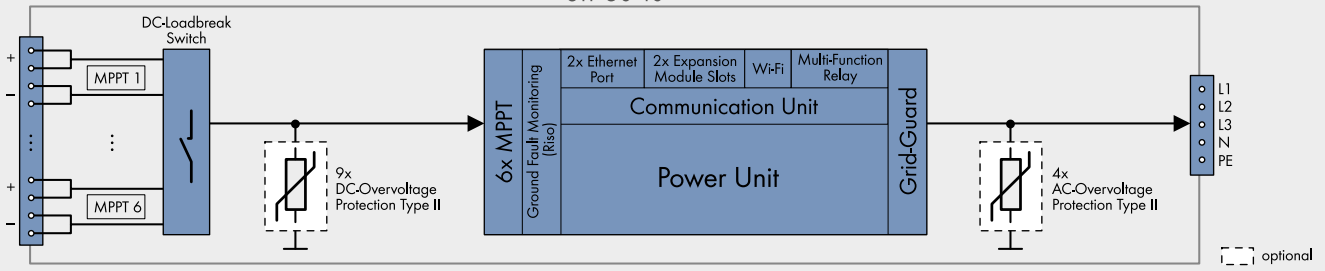 DC-Loadbreak
Switch
+
MPPT 1
–
+
MPPT 6
–
9x
DC-Overvoltage
Protection Type II
6x MPPT
Ground Fault Monitoring
(Riso)
2x Ethernet
Port
2x Expansion
Module Slots
Wi-Fi
Multi-Function
Relay
Communication Unit
Power Unit
Grid-Guard
4x
AC-Overvoltage
Protection Type II
L1
L2
L3
N
PE
optional